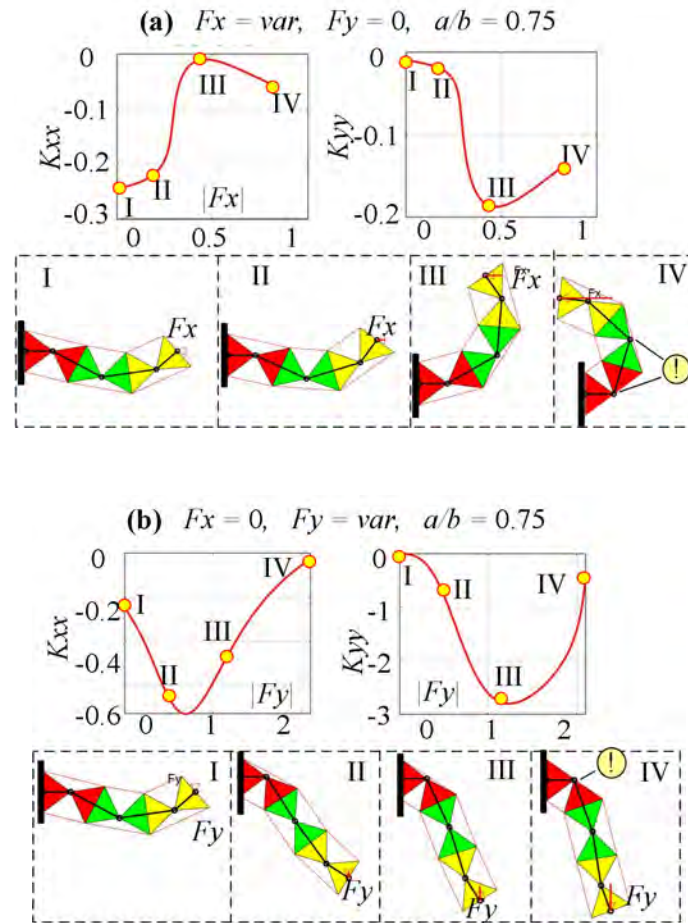 (a) Fx = var, Fy = 0, a/b = 0.75
Kxx
0
-0.1
-0.2
-0.3
I
II
III
IV
|Fx|
0
0.5
1
Kyy
0
-0.1
-0.2
I
II
III
IV
0
0.5
1
I
Fx
II
Fx
III
Fx
IV
Fx
!
(b) Fx = 0, Fy = var, a/b = 0.75
Kxx
0
-0.2
-0.4
-0.6
I
II
III
IV
|Fy|
0
1
2
Kyy
0
-1
-2
-3
I
II
III
IV
|Fy|
0
1
2
I
Fy
Fy
II
Fy
III
Fy
IV
!
Fy